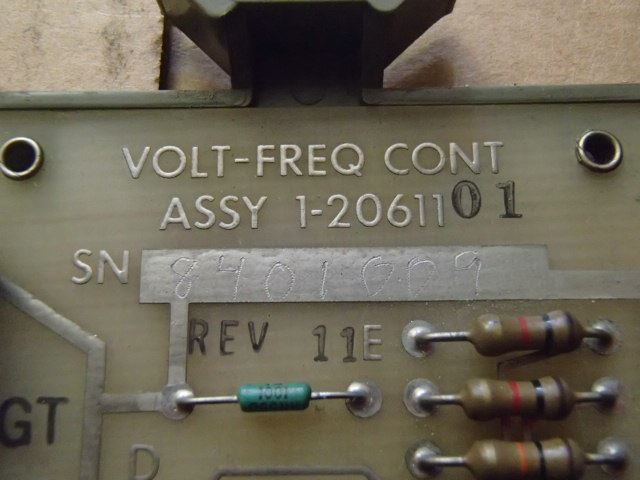 VOLT-FREQ CONT
ASSY 1-2061101
SN 8401009
REV 11E
GT
D